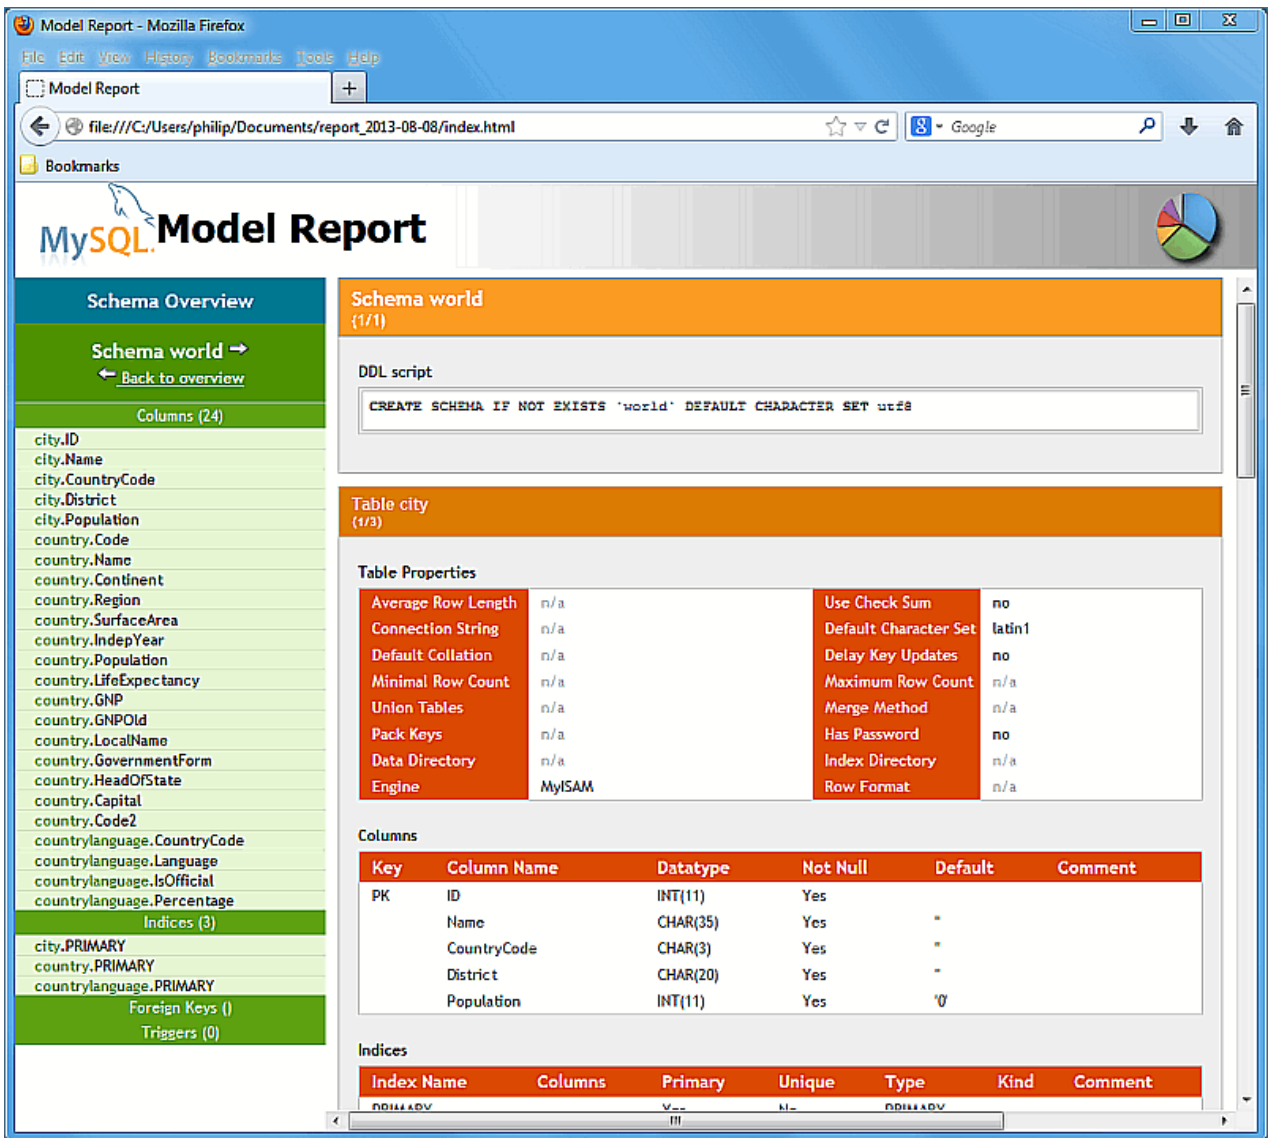 Model Report - Mozilla Firefox
File Edit View History Bookmarks Tools Help
Model Report
+
file:///C:/Users/philip/Documents/report_2013-08-08/index.html
8 Google
Bookmarks
MySQL. Model Report
Schema Overview
Schema world
Back to overview
Columns (24)
city.ID
city.Name
city.CountryCode
city.District
city.Population
country.Code
country.Name
country.Continent
country.Region
country.SurfaceArea
country.IndepYear
country.Population
country.LifeExpectancy
country.GNP
country.GNPOld
country.LocalName
country.GovernmentForm
country.HeadOfState
country.Capital
country.Code2
countrylanguage.CountryCode
countrylanguage.Language
countrylanguage.IsOfficial
countrylanguage.Percentage
Indices (3)
city.PRIMARY
country.PRIMARY
countrylanguage.PRIMARY
Foreign Keys ()
Triggers (0)
Schema world
(1/1)
DDL script
CREATE SCHEMA IF NOT EXISTS `world` DEFAULT CHARACTER SET utf8
Table city
(1/3)
Table Properties
Average Row Length n/a Use Check Sum no
Connection String n/a Default Character Set latin1
Default Collation n/a Delay Key Updates no
Minimal Row Count n/a Maximum Row Count n/a
Union Tables n/a Merge Method n/a
Pack Keys n/a Has Password no
Data Directory n/a Index Directory n/a
Engine MyISAM Row Format n/a
Columns
Key Column Name Datatype Not Null Default Comment
PK ID INT(11) Yes
Name CHAR(35) Yes ''
CountryCode CHAR(3) Yes ''
District CHAR(20) Yes ''
Population INT(11) Yes '0'
Indices
Index Name Columns Primary Unique Type Kind Comment
PRIMARY Yes No PRIMARY